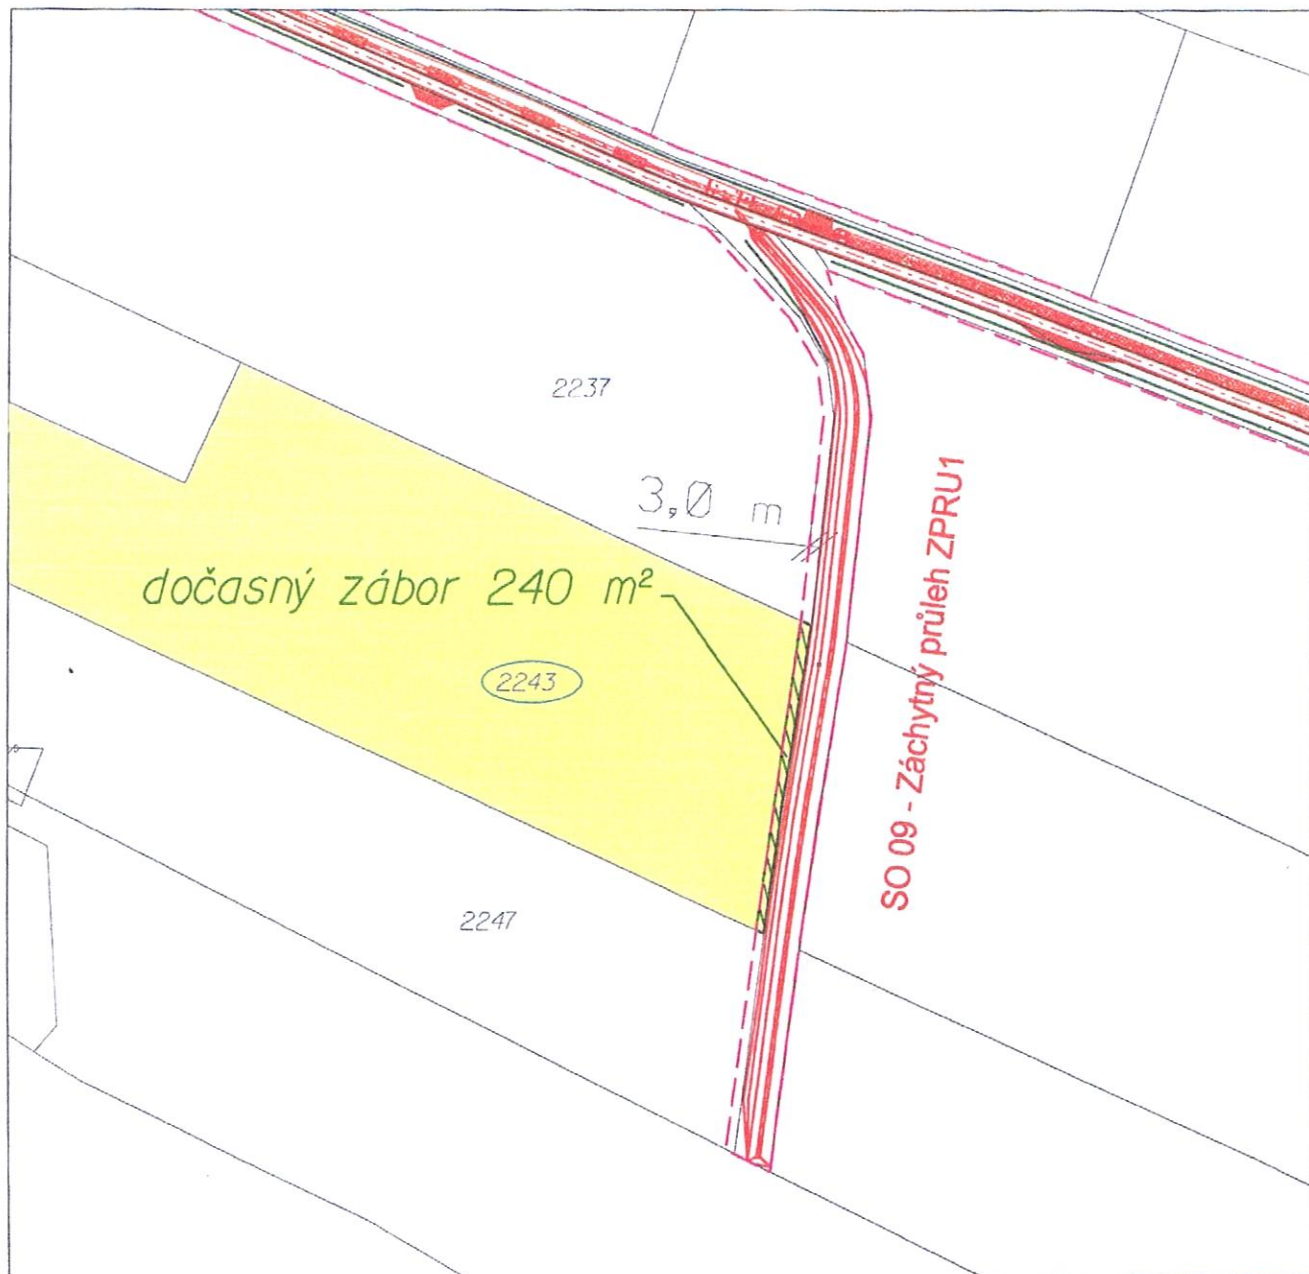 2237
3,0 m
dočasný zábor 240 m²
2243
SO 09 - Záchytný průleh ZPRU1
2247